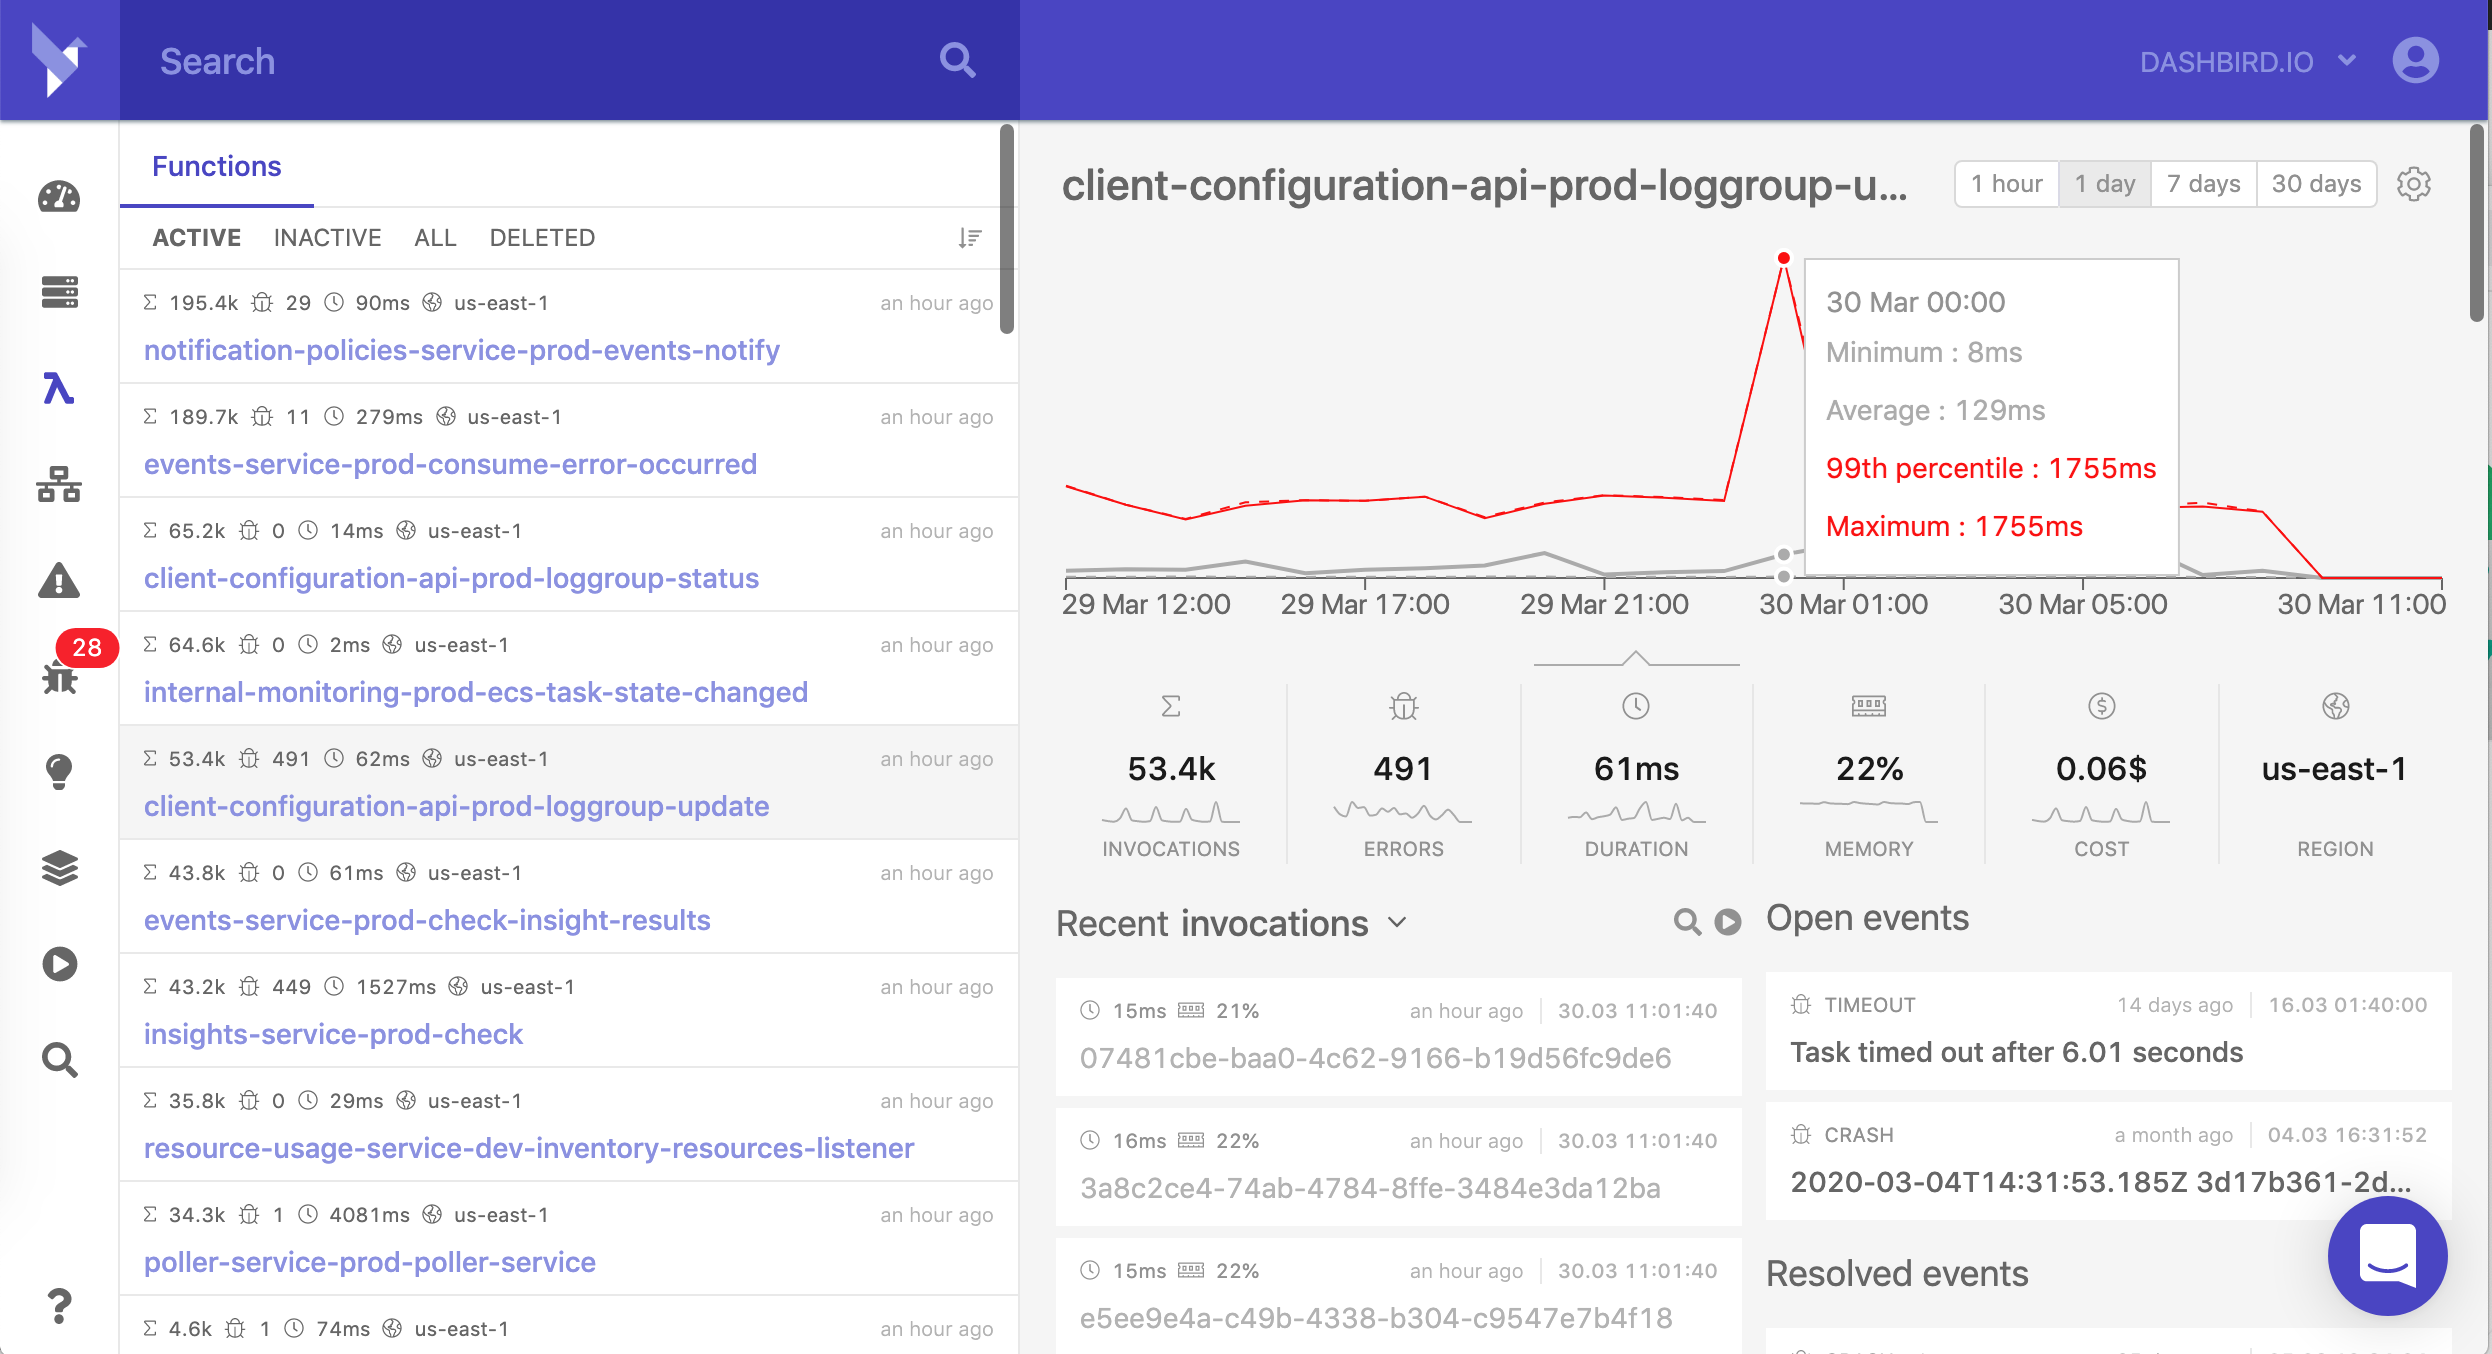 Search
DASHBIRD.IO
28
Functions
ACTIVE INACTIVE ALL DELETED
Σ 195.4k 29 90ms us-east-1 an hour ago
notification-policies-service-prod-events-notify
Σ 189.7k 11 279ms us-east-1 an hour ago
events-service-prod-consume-error-occurred
Σ 65.2k 0 14ms us-east-1 an hour ago
client-configuration-api-prod-loggroup-status
Σ 64.6k 0 2ms us-east-1 an hour ago
internal-monitoring-prod-ecs-task-state-changed
Σ 53.4k 491 62ms us-east-1 an hour ago
client-configuration-api-prod-loggroup-update
Σ 43.8k 0 61ms us-east-1 an hour ago
events-service-prod-check-insight-results
Σ 43.2k 449 1527ms us-east-1 an hour ago
insights-service-prod-check
Σ 35.8k 0 29ms us-east-1 an hour ago
resource-usage-service-dev-inventory-resources-listener
Σ 34.3k 1 4081ms us-east-1 an hour ago
poller-service-prod-poller-service
Σ 4.6k 1 74ms us-east-1 an hour ago
client-configuration-api-prod-loggroup-u...
1 hour 1 day 7 days 30 days
30 Mar 00:00
Minimum : 8ms
Average : 129ms
99th percentile : 1755ms
Maximum : 1755ms
29 Mar 12:00 29 Mar 17:00 29 Mar 21:00 30 Mar 01:00 30 Mar 05:00 30 Mar 11:00
Σ $
53.4k 491 61ms 22% 0.06$ us-east-1
INVOCATIONS ERRORS DURATION MEMORY COST REGION
Recent invocations
15ms 21% an hour ago 30.03 11:01:40
07481cbe-baa0-4c62-9166-b19d56fc9de6
16ms 22% an hour ago 30.03 11:01:40
3a8c2ce4-74ab-4784-8ffe-3484e3da12ba
15ms 22% an hour ago 30.03 11:01:40
e5ee9e4a-c49b-4338-b304-c9547e7b4f18
Open events
TIMEOUT 14 days ago 16.03 01:40:00
Task timed out after 6.01 seconds
CRASH a month ago 04.03 16:31:52
2020-03-04T14:31:53.185Z 3d17b361-2d...
Resolved events